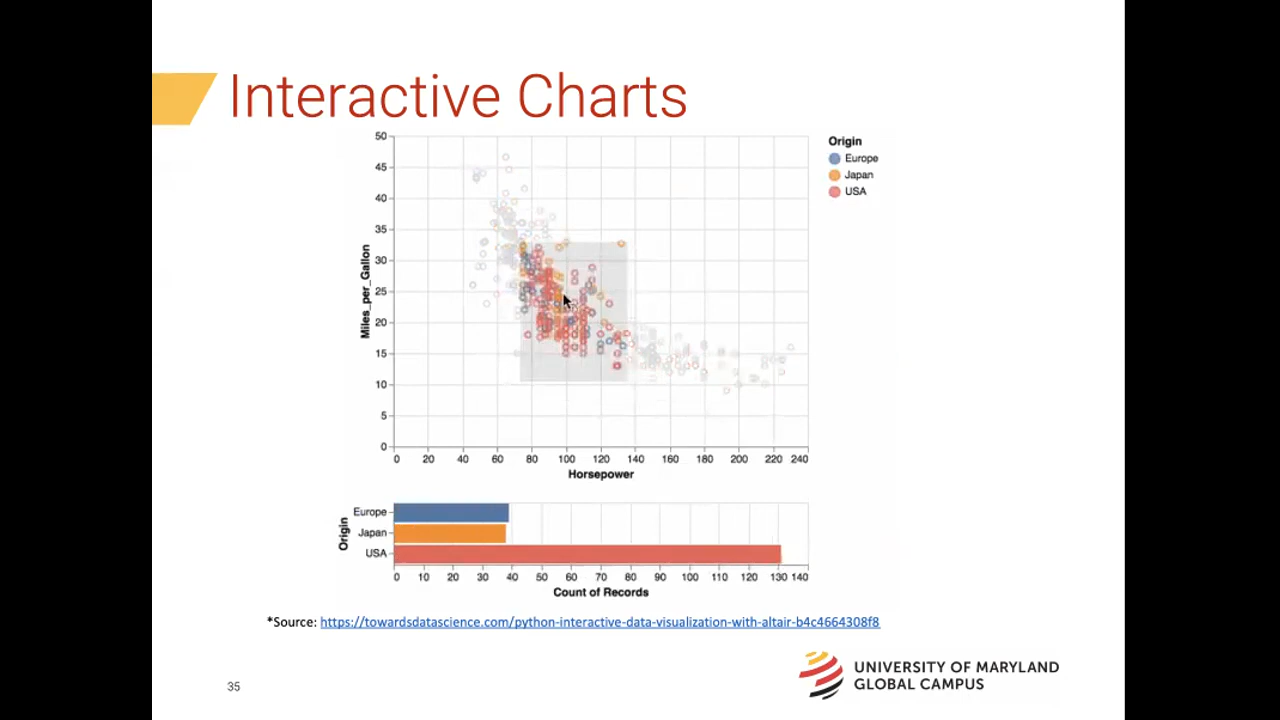 Interactive Charts
50
45
40
35
30
25
20
15
10
5
0
Miles_per_Gallon
0 20 40 60 80 100 120 140 160 180 200 220 240
Horsepower
Origin
Europe
Japan
USA
Origin
Europe
Japan
USA
0 10 20 30 40 50 60 70 80 90 100 110 120 130 140
Count of Records
*Source: https://towardsdatascience.com/python-interactive-data-visualization-with-altair-b4c4664308f8
35
UNIVERSITY OF MARYLAND
GLOBAL CAMPUS